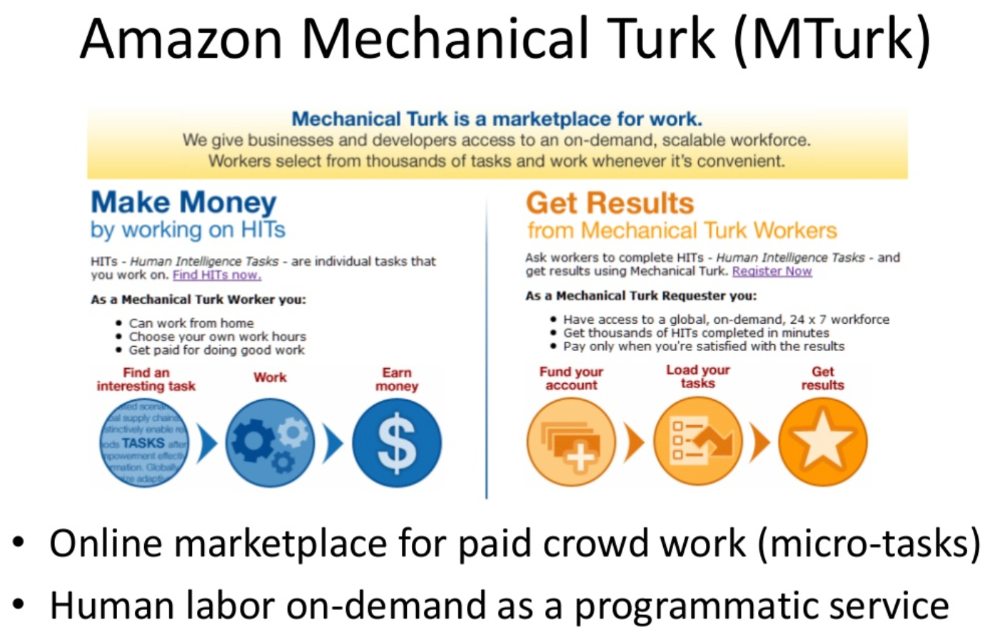 Amazon Mechanical Turk (MTurk)
Mechanical Turk is a marketplace for work.
We give businesses and developers access to an on-demand, scalable workforce.
Workers select from thousands of tasks and work whenever it's convenient.
Make Money
by working on HITs
HITs - Human Intelligence Tasks - are individual tasks that
you work on. Find HITs now.
As a Mechanical Turk Worker you:
• Can work from home
• Choose your own work hours
• Get paid for doing good work
Find an
interesting task
Work
Earn
money
supply chains
enable
TASKS after
$
Get Results
from Mechanical Turk Workers
Ask workers to complete HITs - Human Intelligence Tasks - and
get results using Mechanical Turk. Register Now
As a Mechanical Turk Requester you:
• Have access to a global, on-demand, 24 x 7 workforce
• Get thousands of HITs completed in minutes
• Pay only when you're satisfied with the results
Fund your
account
Load your
tasks
Get
results
• Online marketplace for paid crowd work (micro-tasks)
• Human labor on-demand as a programmatic service